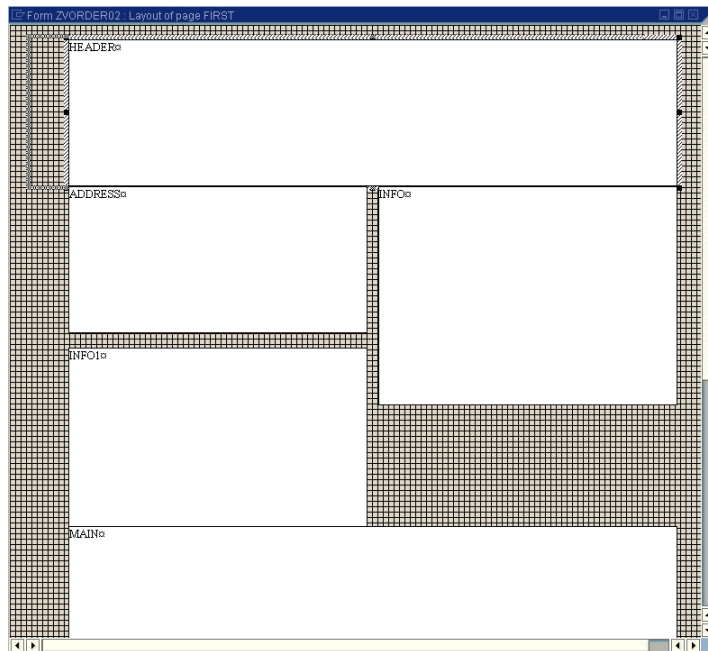 Form ZVORDER02 : Layout of page FIRST
HEADER¤
ADDRESS¤
INFO¤
INFO1¤
MAIN¤